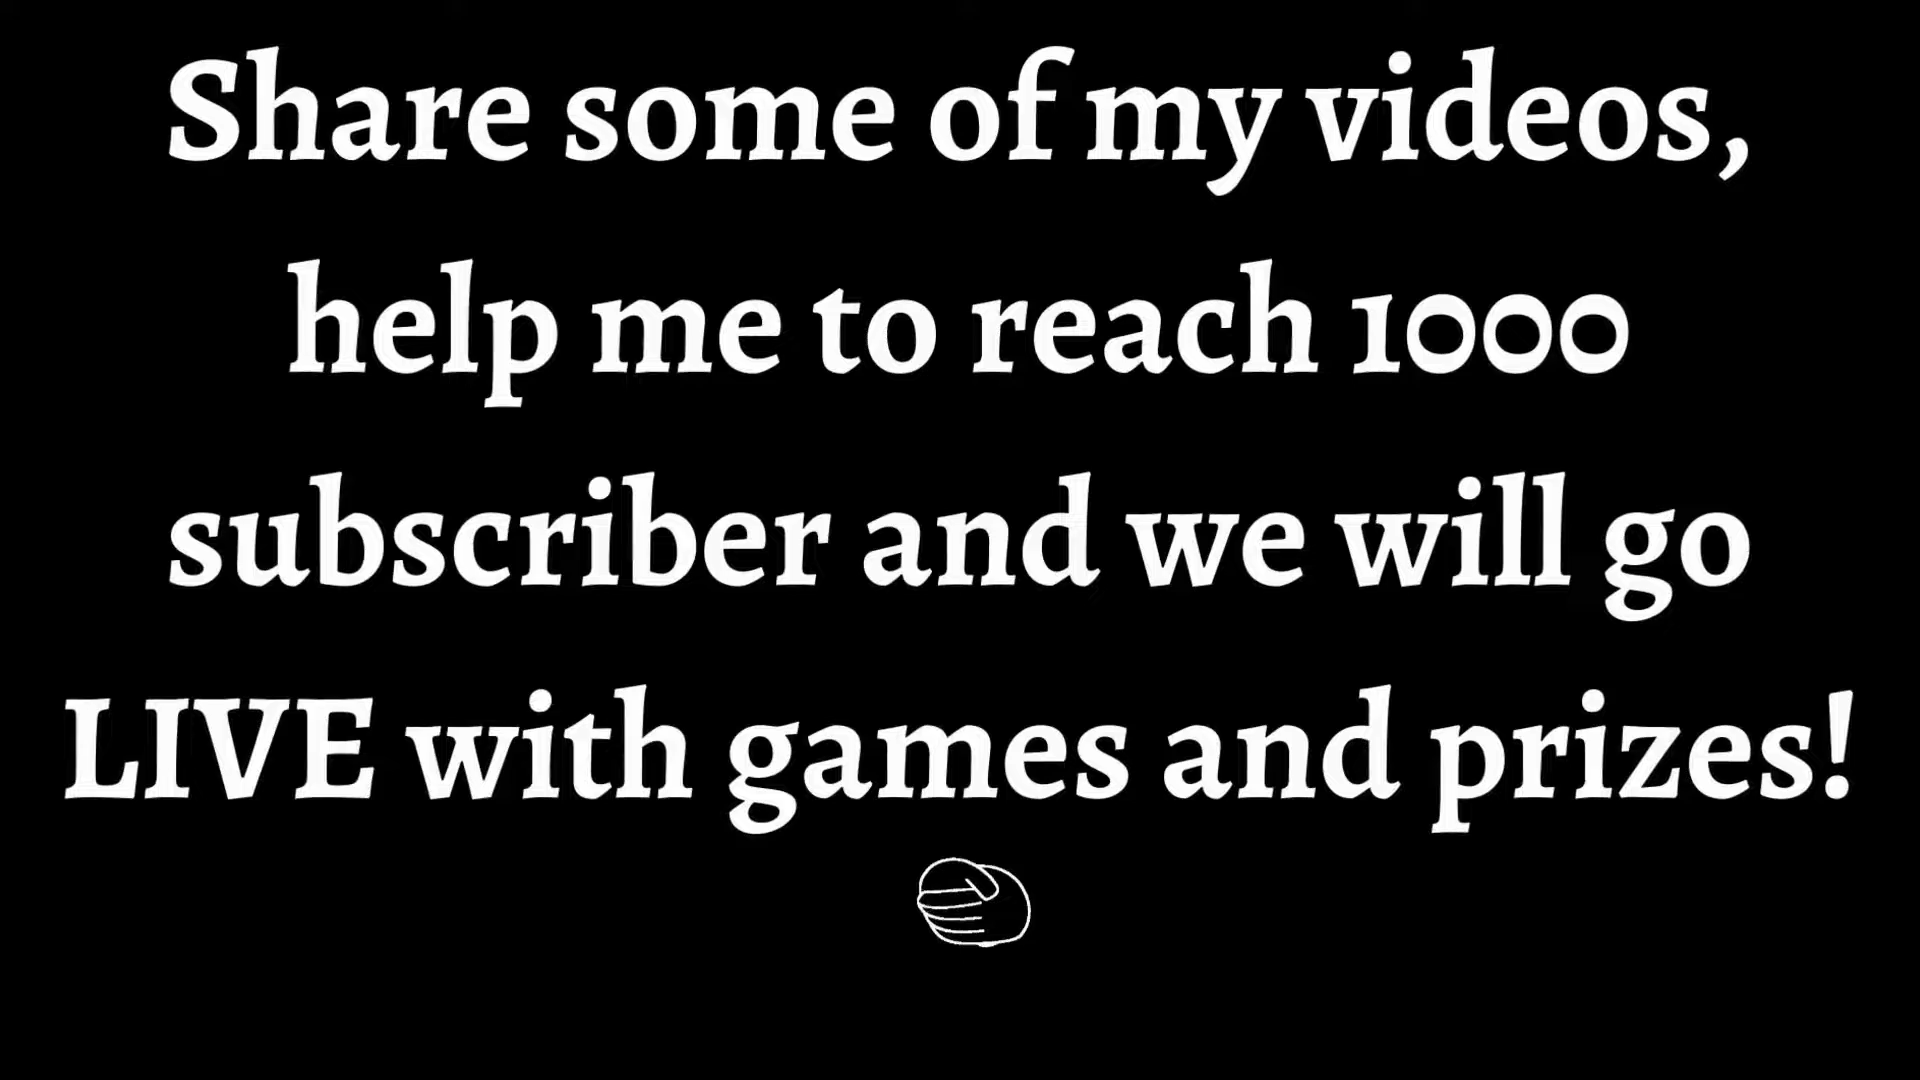 Share some of my videos,
help me to reach 1000
subscriber and we will go
LIVE with games and prizes!